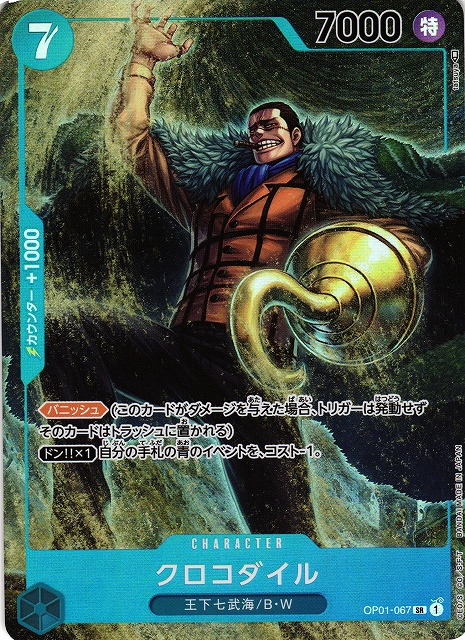 7
7000
特
カウンター +1000
バニッシュ (このカードがダメージを与えた場合、トリガーは発動せず
そのカードはトラッシュに置かれる)
ドン!!×1 自分の手札の青のイベントを、コスト-1。
BANDAI MADE IN JAPAN
CHARACTER
クロコダイル
王下七武海/B・W
OP01-067 SR 1